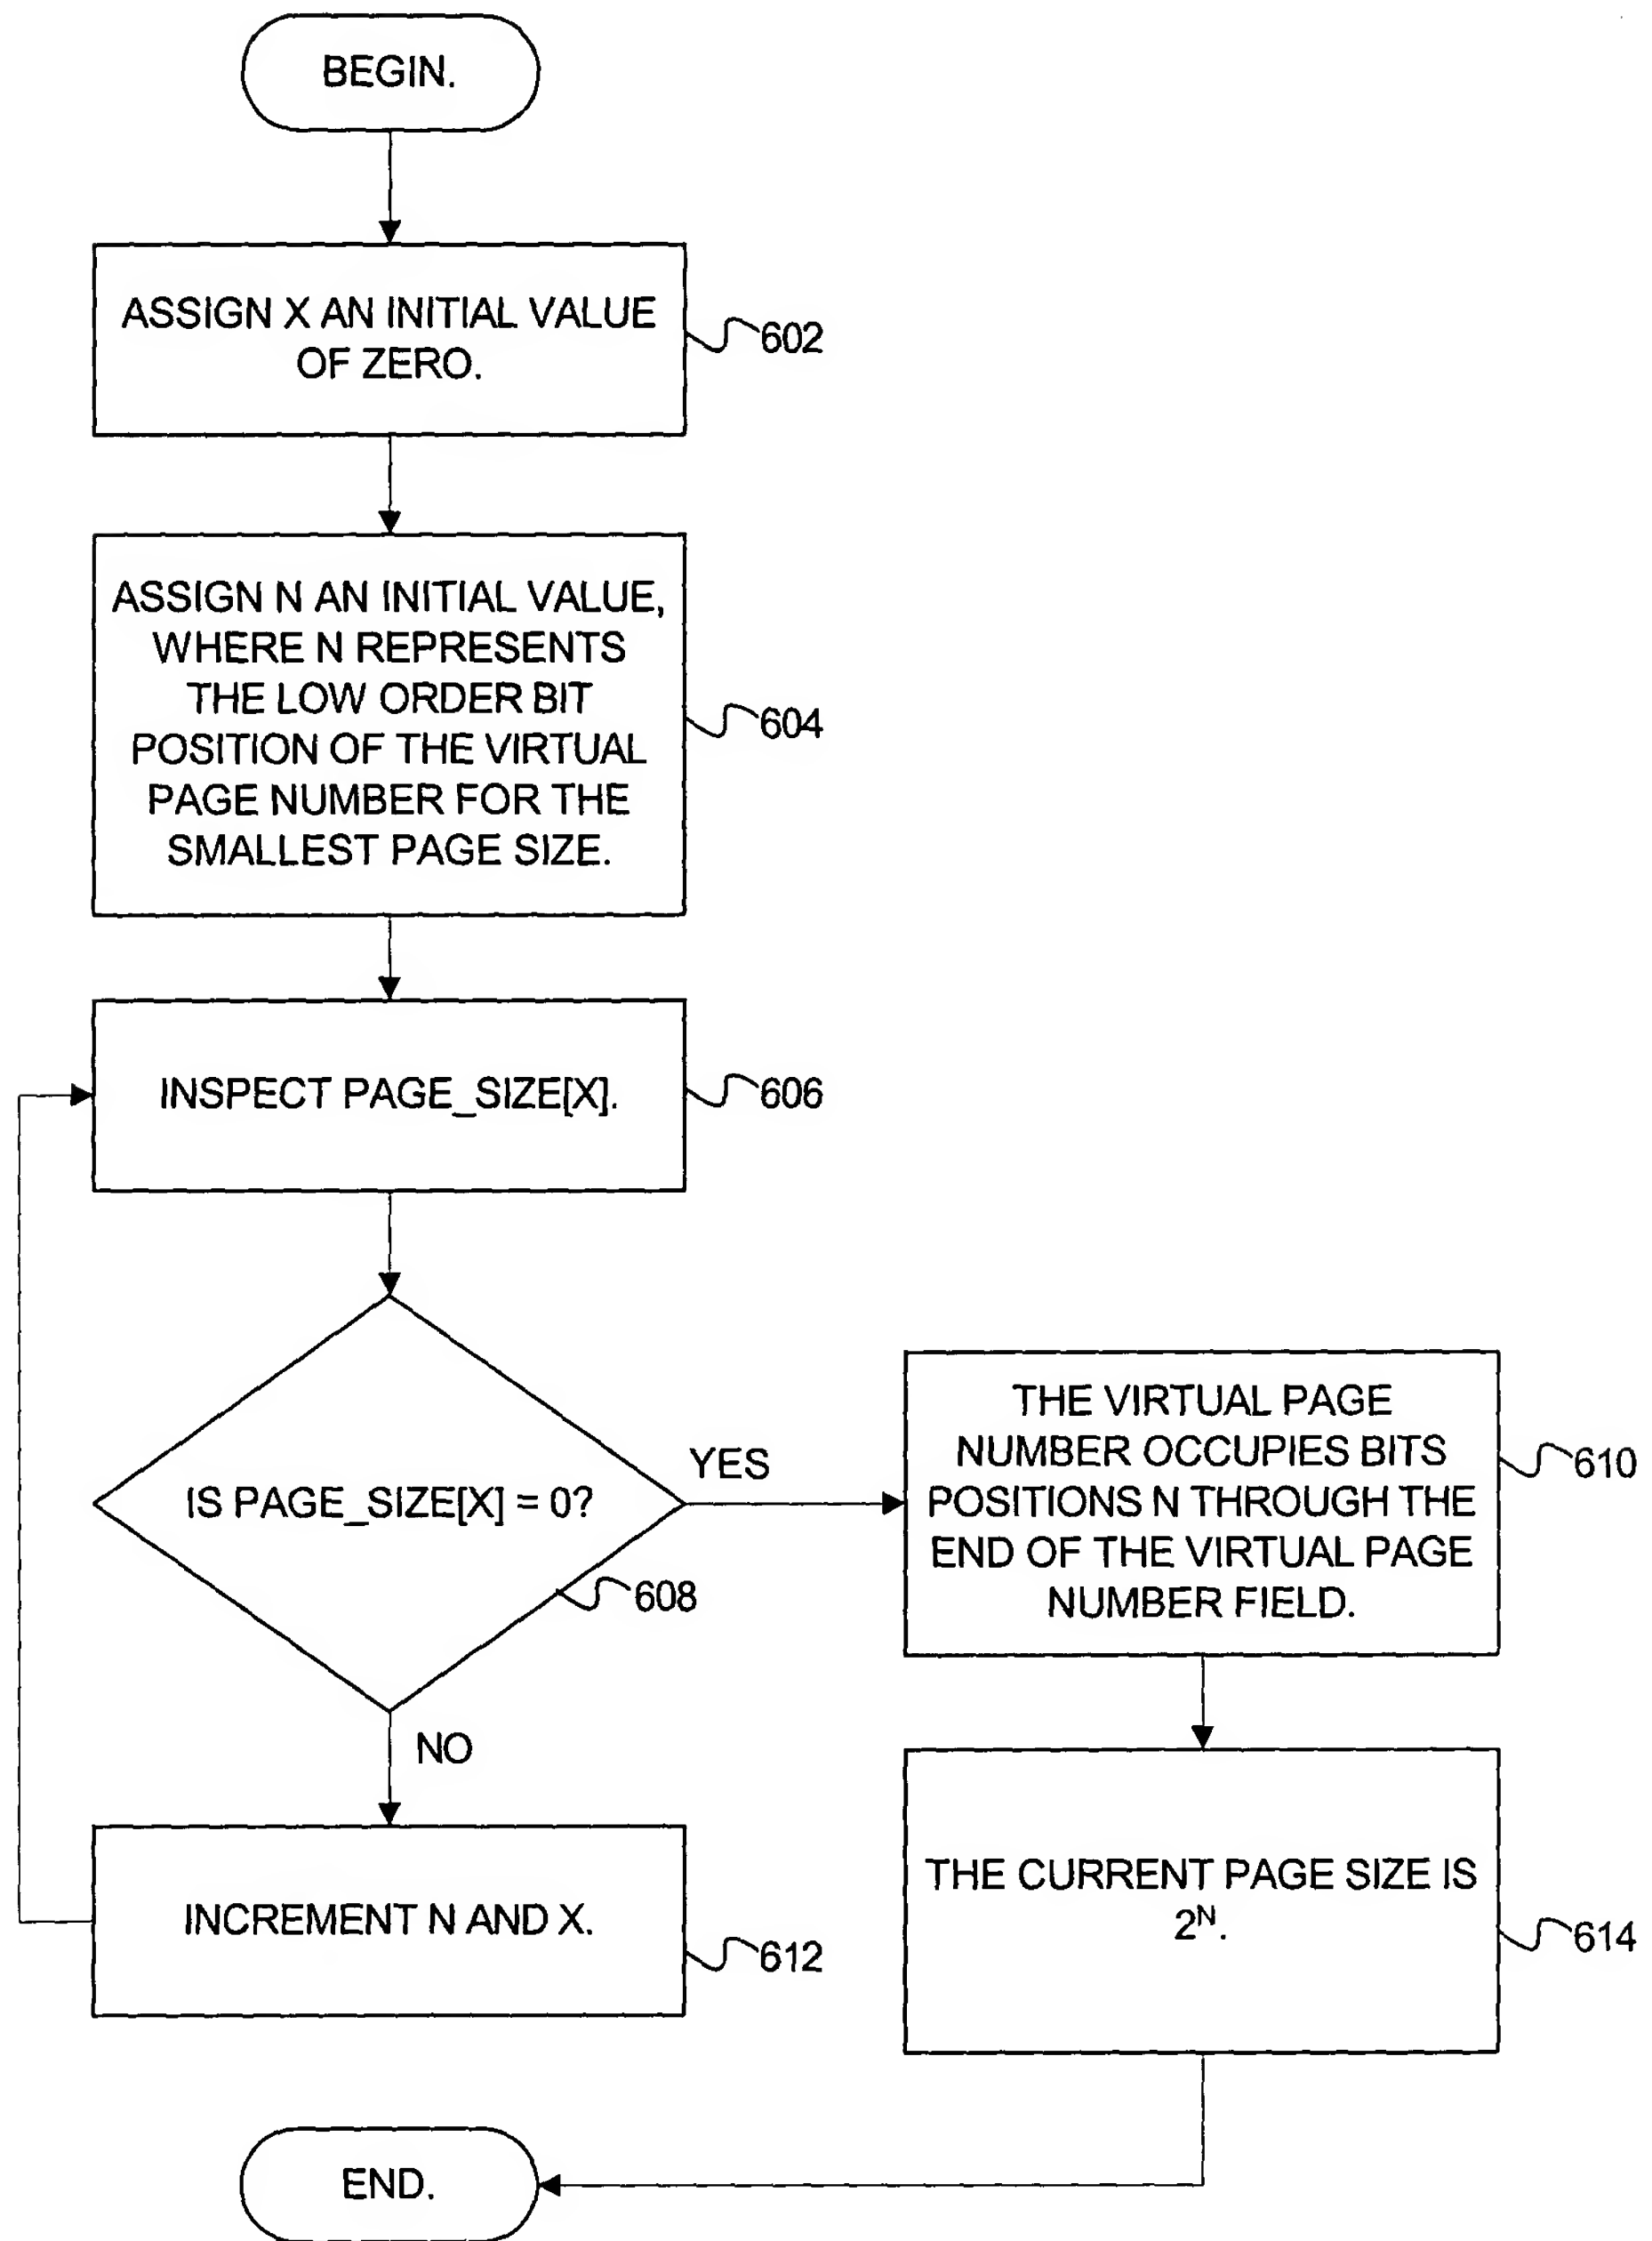 BEGIN.
ASSIGN X AN INITIAL VALUE
OF ZERO.
602
ASSIGN N AN INITIAL VALUE,
WHERE N REPRESENTS
THE LOW ORDER BIT
POSITION OF THE VIRTUAL
PAGE NUMBER FOR THE
SMALLEST PAGE SIZE.
604
INSPECT PAGE_SIZE[X].
606
IS PAGE_SIZE[X] = 0?
608
YES
THE VIRTUAL PAGE
NUMBER OCCUPIES BITS
POSITIONS N THROUGH THE
END OF THE VIRTUAL PAGE
NUMBER FIELD.
610
NO
INCREMENT N AND X.
612
THE CURRENT PAGE SIZE IS
2ᴺ.
614
END.